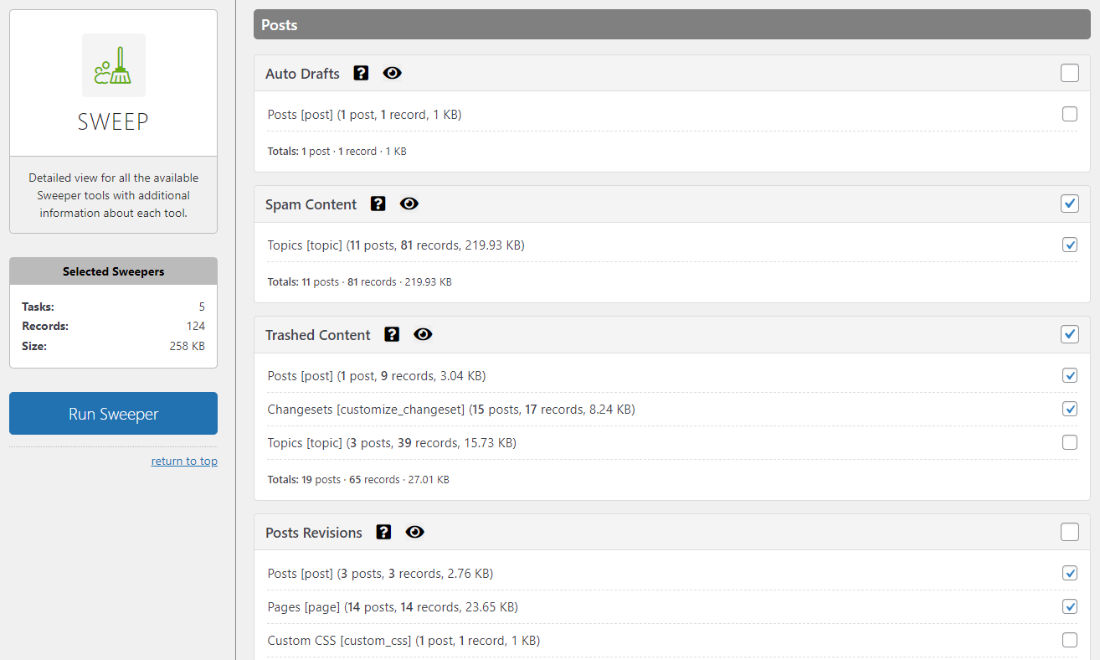 SWEEP
Detailed view for all the available
Sweeper tools with additional
information about each tool.
Selected Sweepers
Tasks: 5
Records: 124
Size: 258 KB
Run Sweeper
return to top
Posts
Auto Drafts ?
Posts [post] (1 post, 1 record, 1 KB)
Totals: 1 post · 1 record · 1 KB
Spam Content ?
Topics [topic] (11 posts, 81 records, 219.93 KB)
Totals: 11 posts · 81 records · 219.93 KB
Trashed Content ?
Posts [post] (1 post, 9 records, 3.04 KB)
Changesets [customize_changeset] (15 posts, 17 records, 8.24 KB)
Topics [topic] (3 posts, 39 records, 15.73 KB)
Totals: 19 posts · 65 records · 27.01 KB
Posts Revisions ?
Posts [post] (3 posts, 3 records, 2.76 KB)
Pages [page] (14 posts, 14 records, 23.65 KB)
Custom CSS [custom_css] (1 post, 1 record, 1 KB)